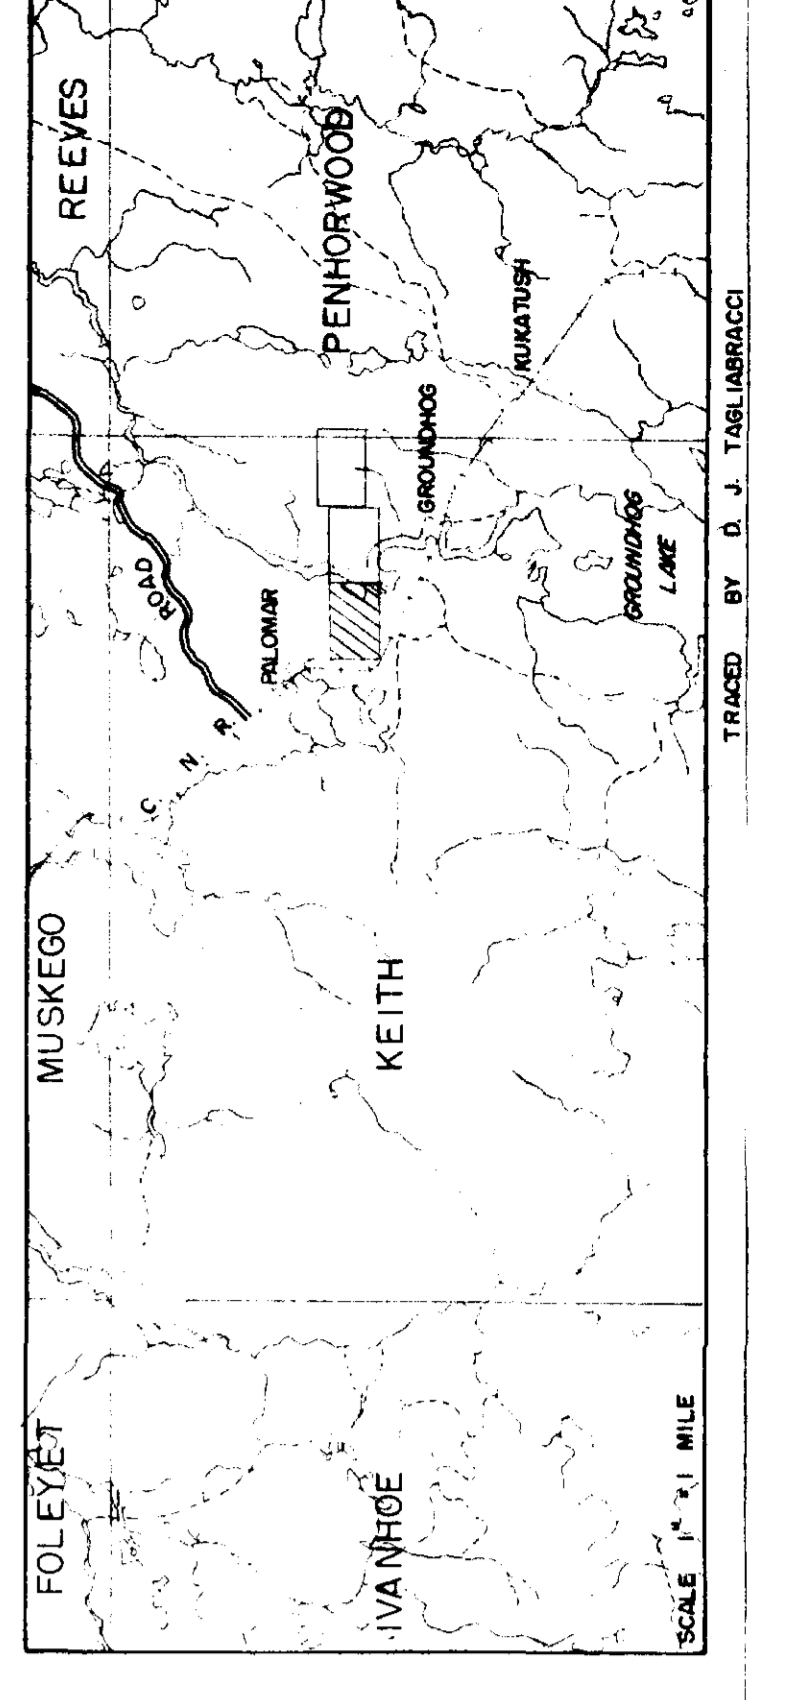 FOLEYET
MUSKEGO
REEVES
ROAD
C. N. R.
PALOMAR
IVANHOE
KEITH
PENHORWOOD
GROUNDHOG
KUKATUSH
GROUNDHOG
LAKE
SCALE 1" = 1 MILE
TRACED BY D. J. TAGLIABRACCI